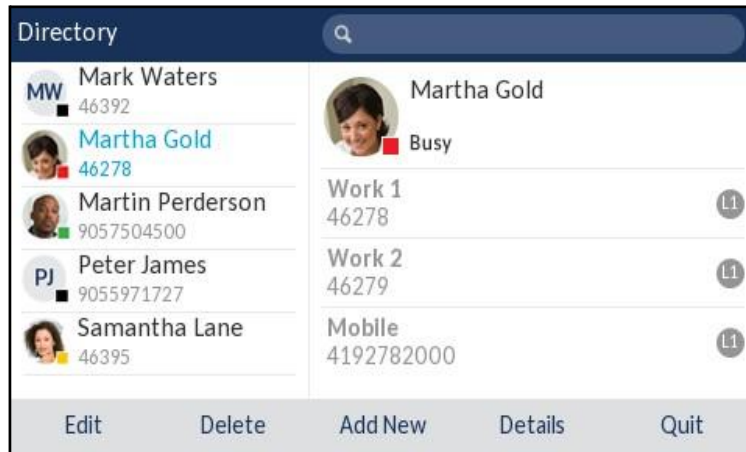 Directory
MW
Mark Waters
46392
Martha Gold
46278
Martin Perderson
9057504500
PJ
Peter James
9055971727
Samantha Lane
46395
Martha Gold
Busy
Work 1
46278
L1
Work 2
46279
L1
Mobile
4192782000
L1
Edit Delete Add New Details Quit